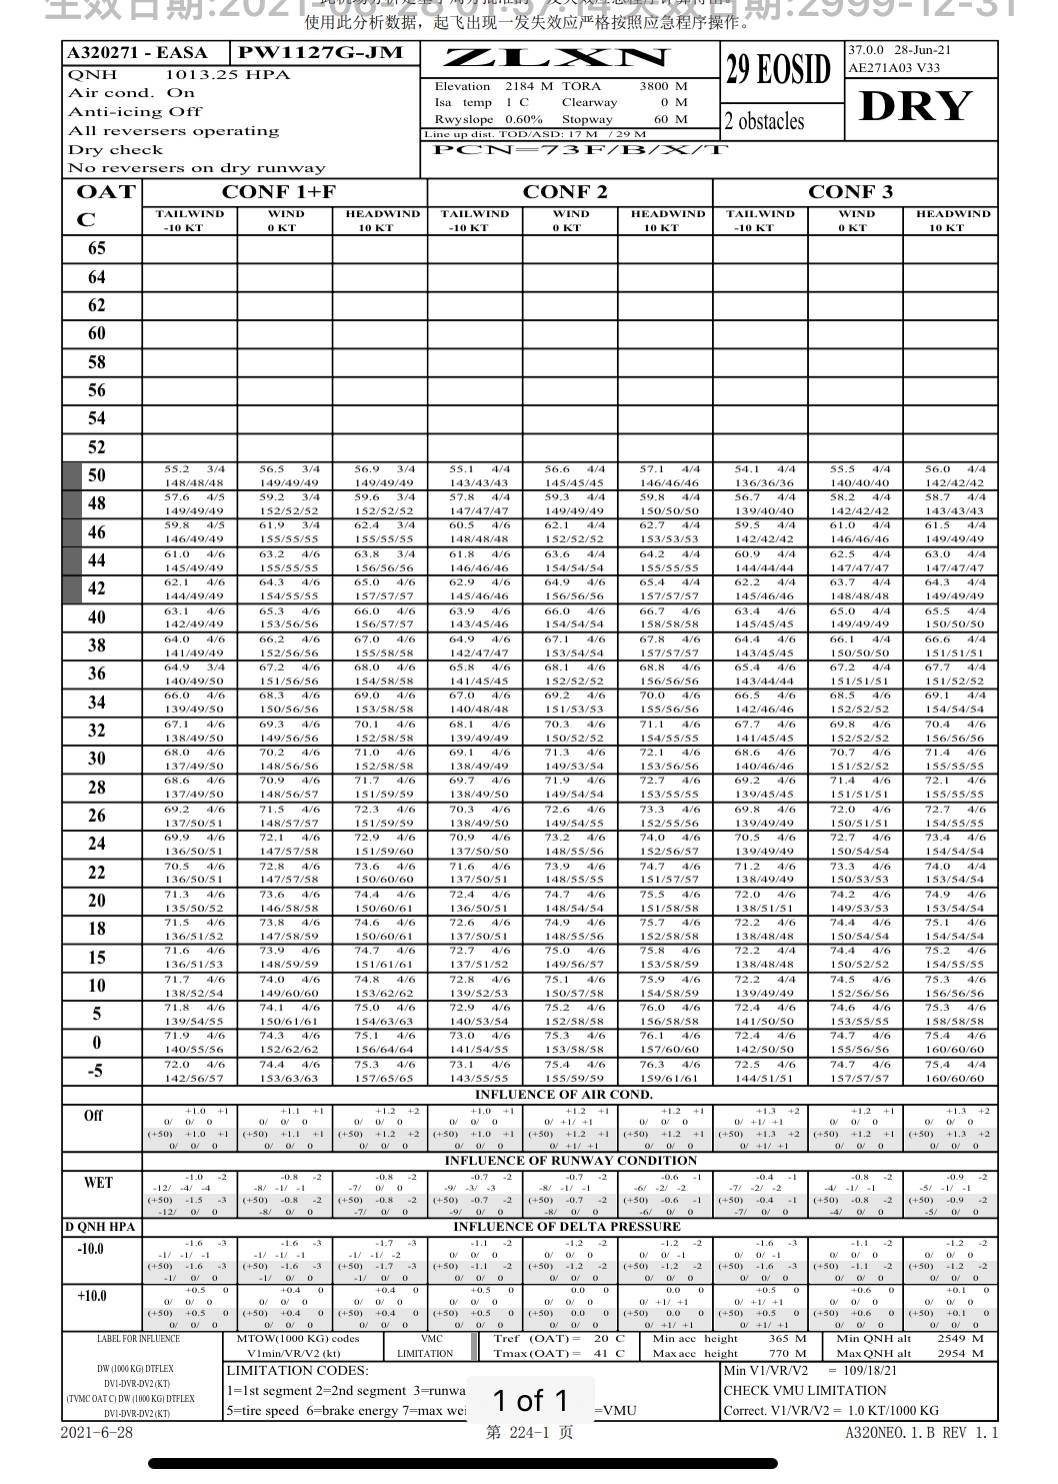 生效日期:2021 期:2999-12-31
使用此分析数据，起飞出现一发失效应严格按照应急程序操作。
A320271 - EASA PW1127G-JM ZLXN 29 EOSID 37.0.0 28-Jun-21
AE271A03 V33
QNH 1013.25 HPA
Air cond. On
Anti-icing Off
All reversers operating
Dry check
No reversers on dry runway
Elevation 2184 M TORA 3800 M
Isa temp 1 C Clearway 0 M
Rwyslope 0.60% Stopway 60 M
Line up dist. TOD/ASD: 17 M / 29 M
PCN=73F/B/X/T
2 obstacles
DRY
OAT CONF 1+F CONF 2 CONF 3
C TAILWIND WIND HEADWIND TAILWIND WIND HEADWIND TAILWIND WIND HEADWIND
-10 KT 0 KT 10 KT -10 KT 0 KT 10 KT -10 KT 0 KT 10 KT
65
64
62
60
58
56
54
52
50 55.2 3/4 56.5 3/4 56.9 3/4 55.1 4/4 56.6 4/4 57.1 4/4 54.1 4/4 55.5 4/4 56.0 4/4
148/48/48 149/49/49 149/49/49 143/43/43 145/45/45 146/46/46 136/36/36 140/40/40 142/42/42
48 57.6 4/5 59.2 3/4 59.6 3/4 57.8 4/4 59.3 4/4 59.8 4/4 56.7 4/4 58.2 4/4 58.7 4/4
149/49/49 152/52/52 152/52/52 147/47/47 149/49/49 150/50/50 139/40/40 142/42/42 143/43/43
46 59.8 4/5 61.9 3/4 62.4 3/4 60.5 4/6 62.1 4/4 62.7 4/4 59.5 4/4 61.0 4/4 61.5 4/4
146/49/49 155/55/55 155/55/55 148/48/48 152/52/52 153/53/53 142/42/42 146/46/46 149/49/49
44 61.0 4/6 63.2 4/6 63.8 3/4 61.8 4/6 63.6 4/4 64.2 4/4 60.9 4/4 62.5 4/4 63.0 4/4
145/49/49 155/55/55 156/56/56 146/46/46 154/54/54 155/55/55 144/44/44 147/47/47 147/47/47
42 62.1 4/6 64.3 4/6 65.0 4/6 62.9 4/6 64.9 4/6 65.4 4/4 62.2 4/4 63.7 4/4 64.3 4/4
144/49/49 154/55/55 157/57/57 145/46/46 156/56/56 157/57/57 145/46/46 148/48/48 149/49/49
40 63.1 4/6 65.3 4/6 66.0 4/6 63.9 4/6 66.0 4/6 66.7 4/4 63.4 4/6 65.0 4/4 65.5 4/4
142/49/49 153/56/56 156/57/57 143/45/46 154/54/54 158/58/58 145/45/45 149/49/49 150/50/50
38 64.0 4/6 66.2 4/6 67.0 4/6 64.9 4/6 67.1 4/6 67.8 4/6 64.4 4/6 66.1 4/4 66.6 4/4
141/49/49 152/56/56 155/58/58 142/47/47 153/54/54 157/57/57 143/45/45 150/50/50 151/51/51
36 64.9 3/4 67.2 4/6 68.0 4/6 65.8 4/6 68.1 4/6 68.8 4/6 65.4 4/6 67.2 4/4 67.7 4/4
140/49/50 151/56/56 154/58/58 141/45/45 152/52/52 156/56/56 143/44/44 151/51/51 151/52/52
34 66.0 4/6 68.3 4/6 69.0 4/6 67.0 4/6 69.2 4/6 70.0 4/6 66.5 4/6 68.5 4/6 69.1 4/4
139/49/50 150/56/56 153/58/58 140/48/48 151/53/53 155/56/56 142/46/46 152/52/52 154/54/54
32 67.1 4/6 69.3 4/6 70.1 4/6 68.1 4/6 70.3 4/6 71.1 4/6 67.7 4/6 69.8 4/6 70.4 4/6
138/49/50 149/56/56 152/58/58 139/49/49 150/52/52 154/55/55 141/45/45 152/52/52 156/56/56
30 68.0 4/6 70.2 4/6 71.0 4/6 69.1 4/6 71.3 4/6 72.1 4/6 68.6 4/6 70.7 4/6 71.4 4/6
137/49/50 148/56/56 152/58/58 138/49/49 149/53/54 153/56/56 140/46/46 151/52/52 155/55/55
28 68.6 4/6 70.9 4/6 71.7 4/6 69.7 4/6 71.9 4/6 72.7 4/6 69.2 4/6 71.4 4/6 72.1 4/6
137/49/50 148/56/57 151/59/59 138/49/50 149/54/54 153/55/55 139/45/45 151/51/51 155/55/55
26 69.2 4/6 71.5 4/6 72.3 4/6 70.3 4/6 72.6 4/6 73.3 4/6 69.8 4/6 72.0 4/6 72.7 4/6
137/50/51 148/57/57 151/59/59 138/49/50 149/54/55 152/55/56 139/49/49 150/51/51 154/55/55
24 69.9 4/6 72.1 4/6 72.9 4/6 70.9 4/6 73.2 4/6 74.0 4/6 70.5 4/6 72.7 4/6 73.4 4/6
136/50/51 147/57/58 151/59/60 137/50/50 148/55/56 152/56/57 139/49/49 150/54/54 154/54/54
22 70.5 4/6 72.8 4/6 73.6 4/6 71.6 4/6 73.9 4/6 74.7 4/6 71.2 4/6 73.3 4/6 74.0 4/4
136/50/51 147/57/58 150/60/60 137/50/51 148/55/55 151/57/57 138/49/49 150/53/53 153/54/54
20 71.3 4/6 73.6 4/6 74.4 4/6 72.4 4/6 74.7 4/6 75.5 4/6 72.0 4/6 74.2 4/6 74.9 4/6
135/50/52 146/58/58 150/60/61 136/50/51 148/54/54 151/58/58 138/51/51 149/53/53 153/54/54
18 71.5 4/6 73.8 4/6 74.6 4/6 72.6 4/6 74.9 4/6 75.7 4/6 72.2 4/6 74.4 4/6 75.1 4/6
136/51/52 147/58/59 150/60/61 137/50/51 148/55/56 152/58/58 138/48/48 150/54/54 154/54/54
15 71.6 4/6 73.9 4/6 74.7 4/6 72.7 4/6 75.0 4/6 75.8 4/6 72.2 4/4 74.4 4/6 75.2 4/6
136/51/53 148/59/59 151/61/61 137/51/52 149/56/57 153/58/59 138/48/48 150/52/52 154/55/55
10 71.7 4/6 74.0 4/6 74.8 4/6 72.8 4/6 75.1 4/6 75.9 4/6 72.2 4/4 74.5 4/6 75.3 4/6
138/52/54 149/60/60 153/62/62 139/52/53 150/57/58 154/58/59 139/49/49 152/56/56 156/56/56
5 71.8 4/6 74.1 4/6 75.0 4/6 72.9 4/6 75.2 4/6 76.0 4/6 72.4 4/6 74.6 4/6 75.3 4/6
139/54/55 150/61/61 154/63/63 140/53/54 152/58/58 156/58/58 141/50/50 153/55/55 158/58/58
0 71.9 4/6 74.3 4/6 75.1 4/6 73.0 4/6 75.3 4/6 76.1 4/6 72.4 4/6 74.7 4/6 75.4 4/6
140/55/56 152/62/62 156/64/64 141/54/55 153/58/58 157/60/60 142/50/50 155/56/56 160/60/60
-5 72.0 4/6 74.4 4/6 75.3 4/6 73.1 4/6 75.4 4/6 76.3 4/6 72.5 4/4 74.7 4/6 75.4 4/4
142/56/57 153/63/63 157/65/65 143/55/55 155/59/59 159/61/61 144/51/51 157/57/57 160/60/60
INFLUENCE OF AIR COND.
Off +1.0 +1 +1.1 +1 +1.2 +2 +1.0 +1 +1.2 +1 +1.2 +1 +1.3 +2 +1.2 +1 +1.3 +2
0/ 0/ 0 0/ 0/ 0 0/ 0/ 0 0/ 0/ 0 0/ +1/ +1 0/ 0/ 0 0/ +1/ +1 0/ 0/ 0 0/ 0/ 0
(+50) +1.0 +1 (+50) +1.1 +1 (+50) +1.2 +2 (+50) +1.0 +1 (+50) +1.2 +1 (+50) +1.2 +1 (+50) +1.3 +2 (+50) +1.2 +1 (+50) +1.3 +2
0/ 0/ 0 0/ 0/ 0 0/ 0/ 0 0/ 0/ 0 0/ +1/ +1 0/ 0/ 0 0/ +1/ +1 0/ 0/ 0 0/ 0/ 0
INFLUENCE OF RUNWAY CONDITION
WET -1.0 -2 -0.8 -2 -0.8 -2 -0.7 -2 -0.7 -2 -0.6 -1 -0.4 -1 -0.8 -2 -0.9 -2
-12/ -4/ -4 -8/ -1/ -1 -7/ 0/ 0 -9/ -3/ -3 -8/ -1/ -1 -6/ -2/ -2 -7/ -2/ -2 -4/ -1/ -1 -5/ -1/ -1
(+50) -1.5 -3 (+50) -0.8 -2 (+50) -0.8 -2 (+50) -0.7 -2 (+50) -0.7 -2 (+50) -0.6 -1 (+50) -0.4 -1 (+50) -0.8 -2 (+50) -0.9 -2
-12/ 0/ 0 -8/ 0/ 0 -7/ 0/ 0 -9/ 0/ 0 -8/ 0/ 0 -6/ 0/ 0 -7/ 0/ 0 -4/ 0/ 0 -5/ 0/ 0
D QNH HPA INFLUENCE OF DELTA PRESSURE
-10.0 -1.6 -3 -1.6 -3 -1.7 -3 -1.1 -2 -1.2 -2 -1.2 -2 -1.6 -3 -1.1 -2 -1.2 -2
-1/ -1/ -1 -1/ -1/ -1 -1/ -1/ -2 0/ 0/ 0 0/ 0/ 0 0/ 0/ -1 0/ 0/ -1 0/ 0/ 0 0/ 0/ 0
(+50) -1.6 -3 (+50) -1.6 -3 (+50) -1.7 -3 (+50) -1.1 -2 (+50) -1.2 -2 (+50) -1.2 -2 (+50) -1.6 -3 (+50) -1.1 -2 (+50) -1.2 -2
-1/ 0/ 0 -1/ 0/ 0 -1/ 0/ 0 0/ 0/ 0 0/ 0/ 0 0/ 0/ 0 0/ 0/ 0 0/ 0/ 0 0/ 0/ 0
+10.0 +0.5 0 +0.4 0 +0.4 0 +0.5 0 0.0 0 0.0 0 +0.5 0 +0.6 0 +0.1 0
0/ 0/ 0 0/ 0/ 0 0/ 0/ 0 0/ 0/ 0 0/ 0/ 0 0/ +1/ +1 0/ +1/ +1 0/ 0/ 0 0/ 0/ 0
(+50) +0.5 0 (+50) +0.4 0 (+50) +0.4 0 (+50) +0.5 0 (+50) 0.0 0 (+50) 0.0 0 (+50) +0.5 0 (+50) +0.6 0 (+50) +0.1 0
0/ 0/ 0 0/ 0/ 0 0/ 0/ 0 0/ 0/ 0 0/ 0/ 0 0/ +1/ +1 0/ +1/ +1 0/ 0/ 0 0/ 0/ 0
LABEL FOR INFLUENCE MTOW(1000 KG) codes VMC Tref (OAT) = 20 C Min acc height 365 M Min QNH alt 2549 M
V1min/VR/V2 (kt) LIMITATION Tmax(OAT) = 41 C Max acc height 770 M Max QNH alt 2954 M
DW (1000 KG) DTFLEX
DV1-DVR-DV2 (KT)
(TVMC OAT C) DW (1000 KG) DTFLEX
DV1-DVR-DV2 (KT)
LIMITATION CODES:
1=1st segment 2=2nd segment 3=runwa
5=tire speed 6=brake energy 7=max wei =VMU
Min V1/VR/V2 = 109/18/21
CHECK VMU LIMITATION
Correct. V1/VR/V2 = 1.0 KT/1000 KG
1 of 1
2021-6-28 第 224-1 页 A320NEO.1.B REV 1.1